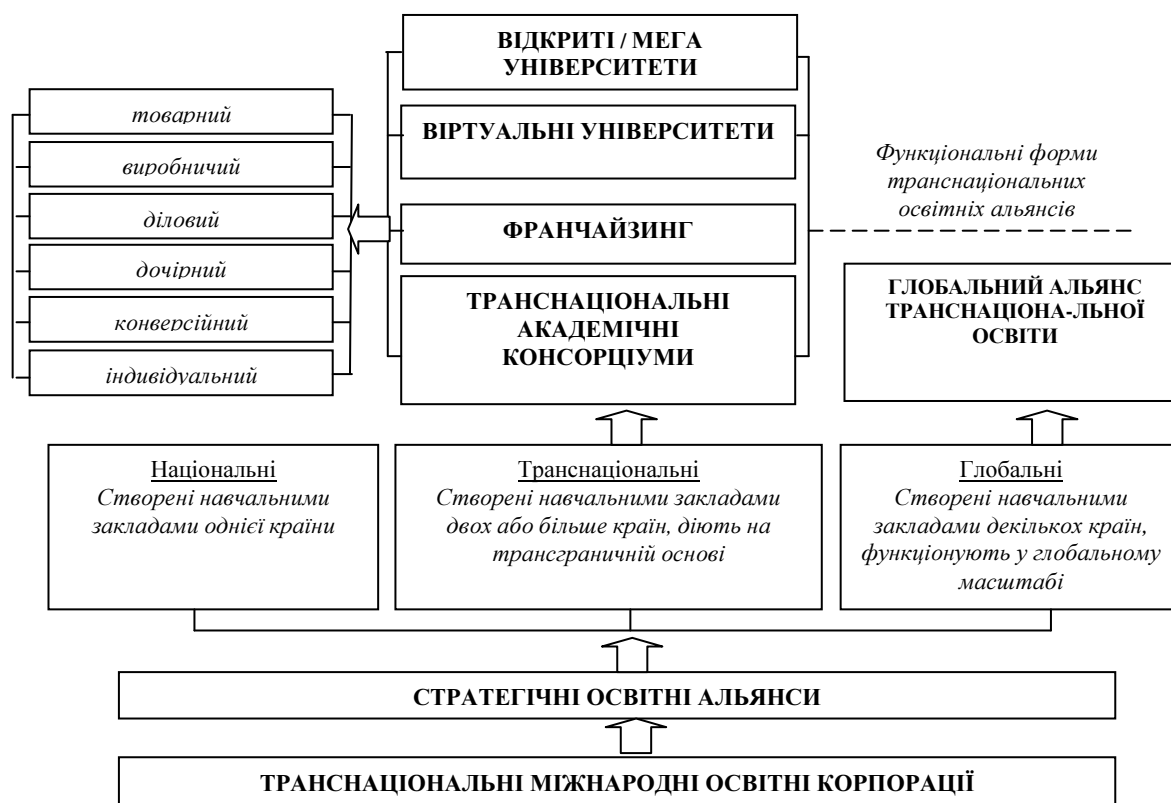 ВІДКРИТІ / МЕГА
УНІВЕРСИТЕТИ
ВІРТУАЛЬНІ УНІВЕРСИТЕТИ
ФРАНЧАЙЗИНГ
ТРАНСНАЦІОНАЛЬНІ
АКАДЕМІЧНІ
КОНСОРЦІУМИ
товарний
виробничий
діловий
дочірний
конверсійний
індивідуальний
Функціональні форми
транснаціональних
освітніх альянсів
ГЛОБАЛЬНИЙ АЛЬЯНС
ТРАНСНАЦІОНА-ЛЬНОЇ
ОСВІТИ
Національні
Створені навчальними
закладами однієї країни
Транснаціональні
Створені навчальними закладами
двох або більше країн, діють на
трансграничній основі
Глобальні
Створені навчальними
закладами декількох країн,
функціонують у глобальному
масштабі
СТРАТЕГІЧНІ ОСВІТНІ АЛЬЯНСИ
ТРАНСНАЦІОНАЛЬНІ МІЖНАРОДНІ ОСВІТНІ КОРПОРАЦІЇ